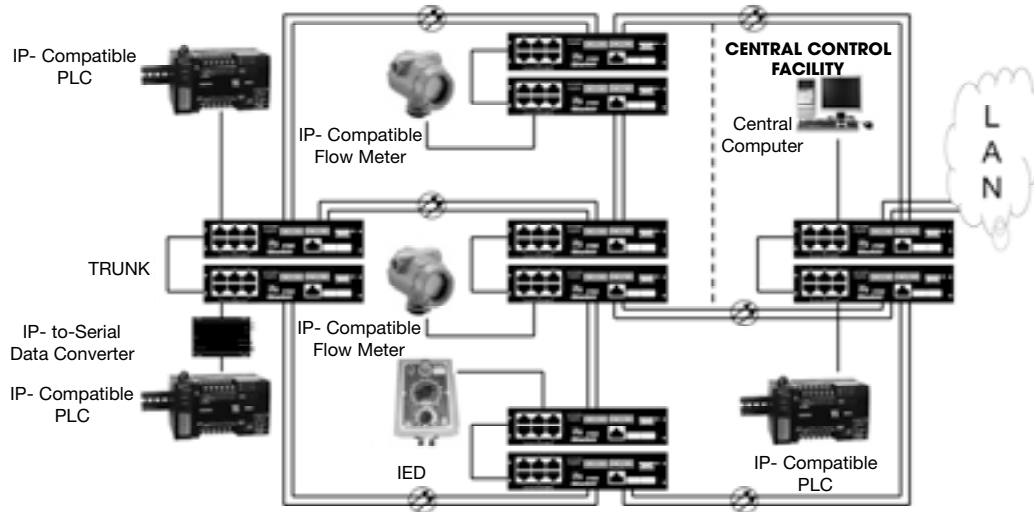 IP- Compatible
PLC
IP- Compatible
Flow Meter
CENTRAL CONTROL
FACILITY
Central
Computer
L
A
N
TRUNK
IP- to-Serial
Data Converter
IP- Compatible
PLC
IP- Compatible
Flow Meter
IED
IP- Compatible
PLC